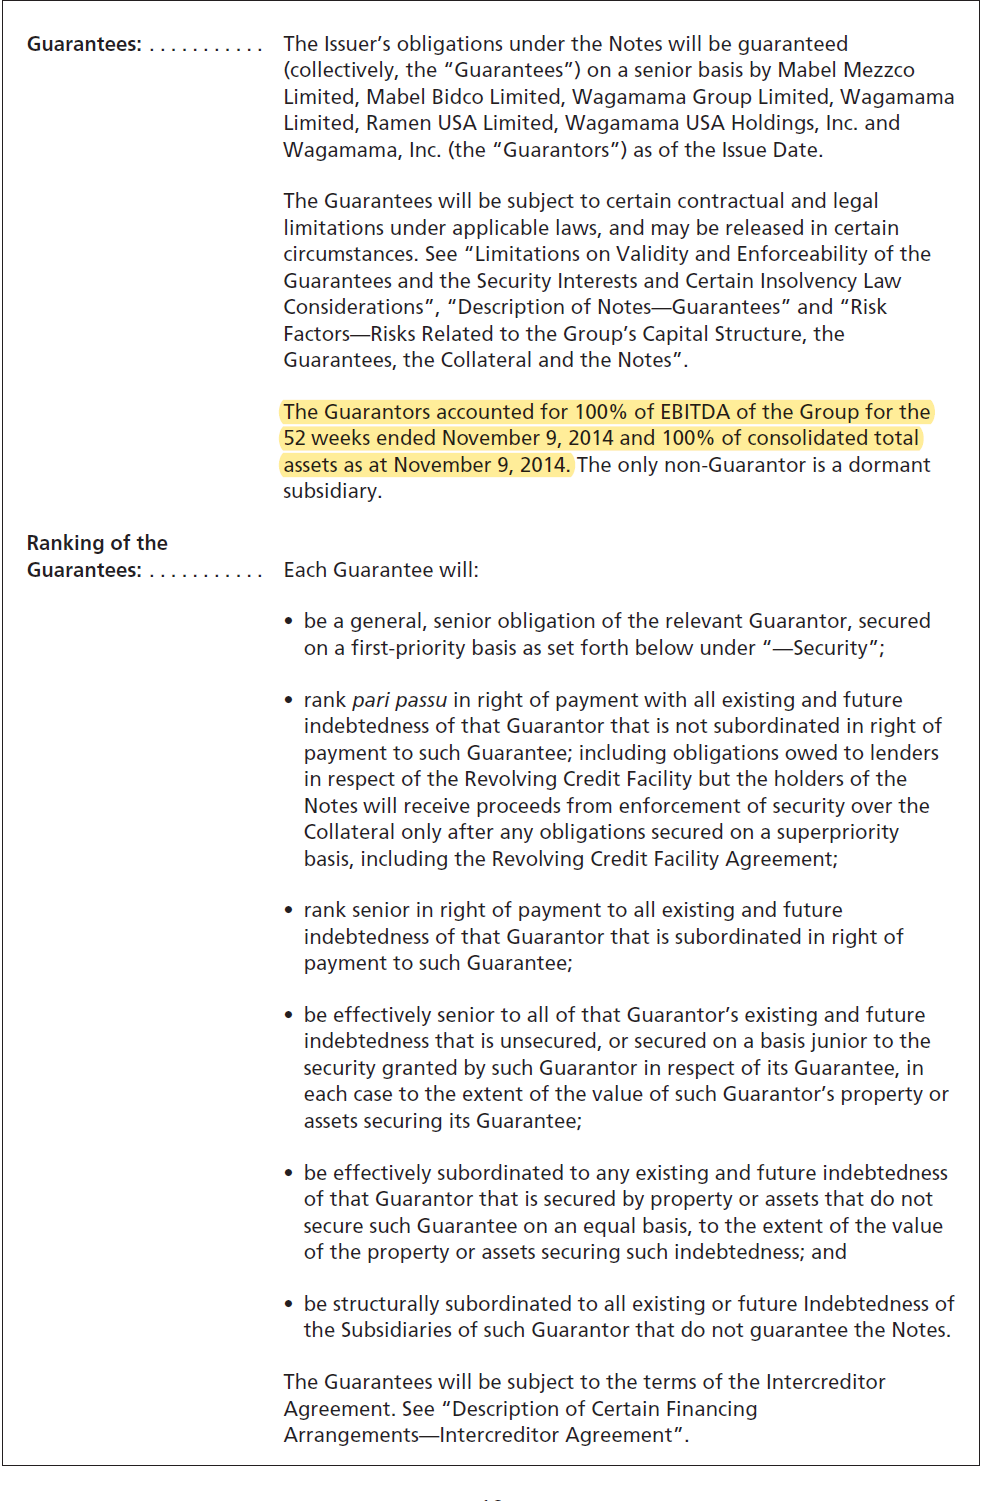 Guarantees: . . . . . . . . . . . The Issuer’s obligations under the Notes will be guaranteed
(collectively, the “Guarantees”) on a senior basis by Mabel Mezzco
Limited, Mabel Bidco Limited, Wagamama Group Limited, Wagamama
Limited, Ramen USA Limited, Wagamama USA Holdings, Inc. and
Wagamama, Inc. (the “Guarantors”) as of the Issue Date.
The Guarantees will be subject to certain contractual and legal
limitations under applicable laws, and may be released in certain
circumstances. See “Limitations on Validity and Enforceability of the
Guarantees and the Security Interests and Certain Insolvency Law
Considerations”, “Description of Notes—Guarantees” and “Risk
Factors—Risks Related to the Group’s Capital Structure, the
Guarantees, the Collateral and the Notes”.
The Guarantors accounted for 100% of EBITDA of the Group for the
52 weeks ended November 9, 2014 and 100% of consolidated total
assets as at November 9, 2014. The only non-Guarantor is a dormant
subsidiary.
Ranking of the
Guarantees: . . . . . . . . . . . Each Guarantee will:
• be a general, senior obligation of the relevant Guarantor, secured
on a first-priority basis as set forth below under “—Security”;
• rank pari passu in right of payment with all existing and future
indebtedness of that Guarantor that is not subordinated in right of
payment to such Guarantee; including obligations owed to lenders
in respect of the Revolving Credit Facility but the holders of the
Notes will receive proceeds from enforcement of security over the
Collateral only after any obligations secured on a superpriority
basis, including the Revolving Credit Facility Agreement;
• rank senior in right of payment to all existing and future
indebtedness of that Guarantor that is subordinated in right of
payment to such Guarantee;
• be effectively senior to all of that Guarantor’s existing and future
indebtedness that is unsecured, or secured on a basis junior to the
security granted by such Guarantor in respect of its Guarantee, in
each case to the extent of the value of such Guarantor’s property or
assets securing its Guarantee;
• be effectively subordinated to any existing and future indebtedness
of that Guarantor that is secured by property or assets that do not
secure such Guarantee on an equal basis, to the extent of the value
of the property or assets securing such indebtedness; and
• be structurally subordinated to all existing or future Indebtedness of
the Subsidiaries of such Guarantor that do not guarantee the Notes.
The Guarantees will be subject to the terms of the Intercreditor
Agreement. See “Description of Certain Financing
Arrangements—Intercreditor Agreement”.